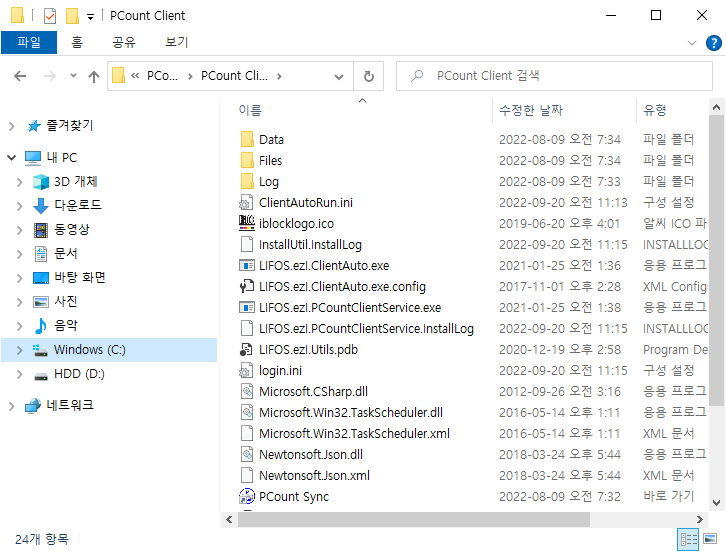 PCount Client
파일 홈 공유 보기
« PCo... › PCount Cli... › PCount Client 검색
이름 수정한 날짜 유형
즐겨찾기
내 PC
3D 개체
다운로드
동영상
문서
바탕 화면
사진
음악
Windows (C:)
HDD (D:)
네트워크
Data 2022-08-09 오전 7:34 파일 폴더
Files 2022-08-09 오전 7:34 파일 폴더
Log 2022-08-09 오전 7:33 파일 폴더
ClientAutoRun.ini 2022-09-20 오전 11:13 구성 설정
iblocklogo.ico 2019-06-20 오후 4:01 알씨 ICO 파
InstallUtil.InstallLog 2022-09-20 오전 11:15 INSTALLLOG
LIFOS.ezI.ClientAuto.exe 2021-01-25 오전 1:36 응용 프로그
LIFOS.ezI.ClientAuto.exe.config 2017-11-01 오후 2:28 XML Config
LIFOS.ezI.PCountClientService.exe 2021-01-25 오전 1:38 응용 프로그
LIFOS.ezI.PCountClientService.InstallLog 2022-09-20 오전 11:15 INSTALLLOG
LIFOS.ezI.Utils.pdb 2020-12-19 오후 2:58 Program De
login.ini 2022-09-20 오전 11:15 구성 설정
Microsoft.CSharp.dll 2012-09-26 오전 3:16 응용 프로그
Microsoft.Win32.TaskScheduler.dll 2016-05-14 오후 1:11 응용 프로그
Microsoft.Win32.TaskScheduler.xml 2016-05-14 오후 1:11 XML 문서
Newtonsoft.Json.dll 2018-03-24 오후 5:44 응용 프로그
Newtonsoft.Json.xml 2018-03-24 오후 5:44 XML 문서
PCount Sync 2022-08-09 오전 7:32 바로 가기
24개 항목